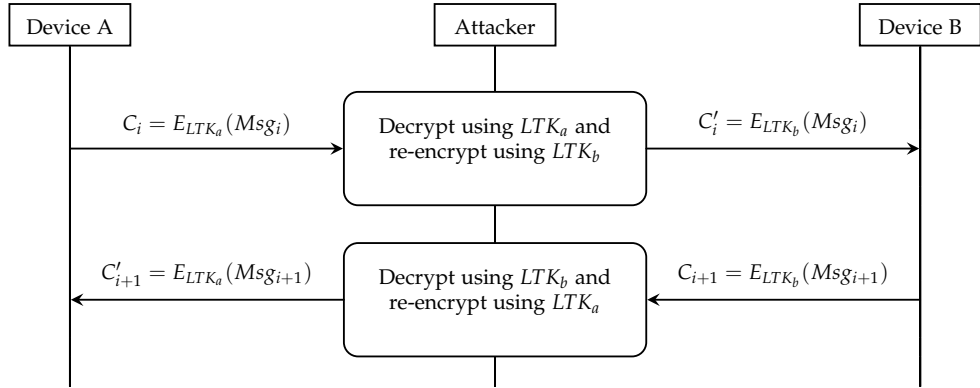 Device A
Attacker
Device B
C_i = E_{LTK_a}(Msg_i)
Decrypt using LTK_a and
re-encrypt using LTK_b
C'_i = E_{LTK_b}(Msg_i)
C'_{i+1} = E_{LTK_a}(Msg_{i+1})
Decrypt using LTK_b and
re-encrypt using LTK_a
C_{i+1} = E_{LTK_b}(Msg_{i+1})